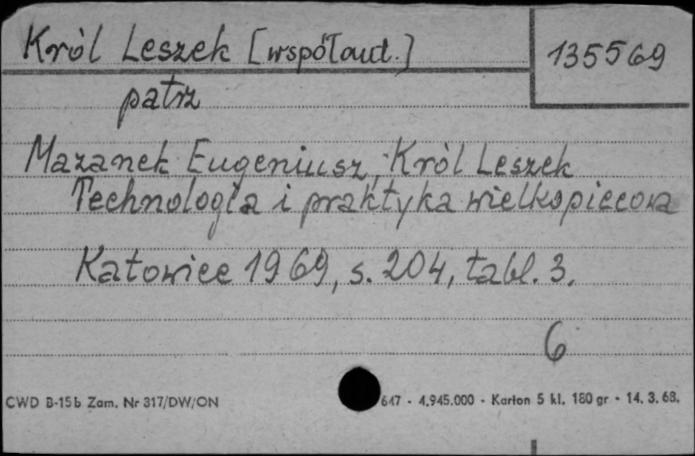 Król Leszek [współaut.] 135569
patrz
Mazanek Eugeniusz, Król Leszek
Technologia i praktyka wielkopiecowa
Katowice 1969, s. 204, tabl. 3.
6
CWD B-15b Zam. Nr 317/DW/ON 647 - 4.945.000 - Karton 5 kl. 180 gr - 14. 3. 68.